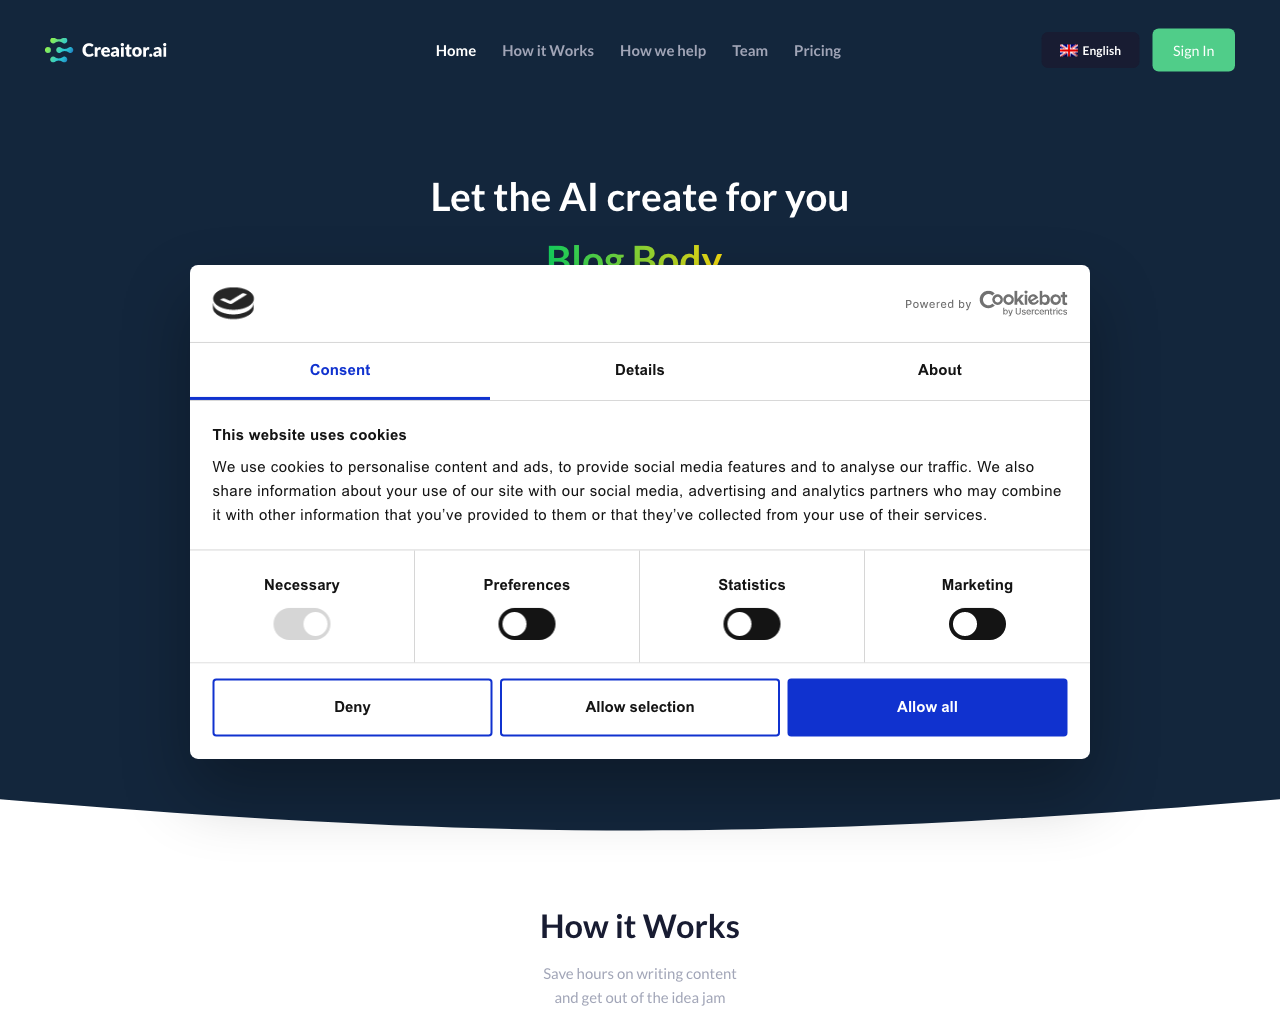 Creaitor.ai
Home How it Works How we help Team Pricing
English
Sign In
Let the AI create for you
Blog Body
Powered by Cookiebot
by Usercentrics
Consent Details About
This website uses cookies
We use cookies to personalise content and ads, to provide social media features and to analyse our traffic. We also
share information about your use of our site with our social media, advertising and analytics partners who may combine
it with other information that you've provided to them or that they've collected from your use of their services.
Necessary Preferences Statistics Marketing
Deny Allow selection Allow all
How it Works
Save hours on writing content
and get out of the idea jam